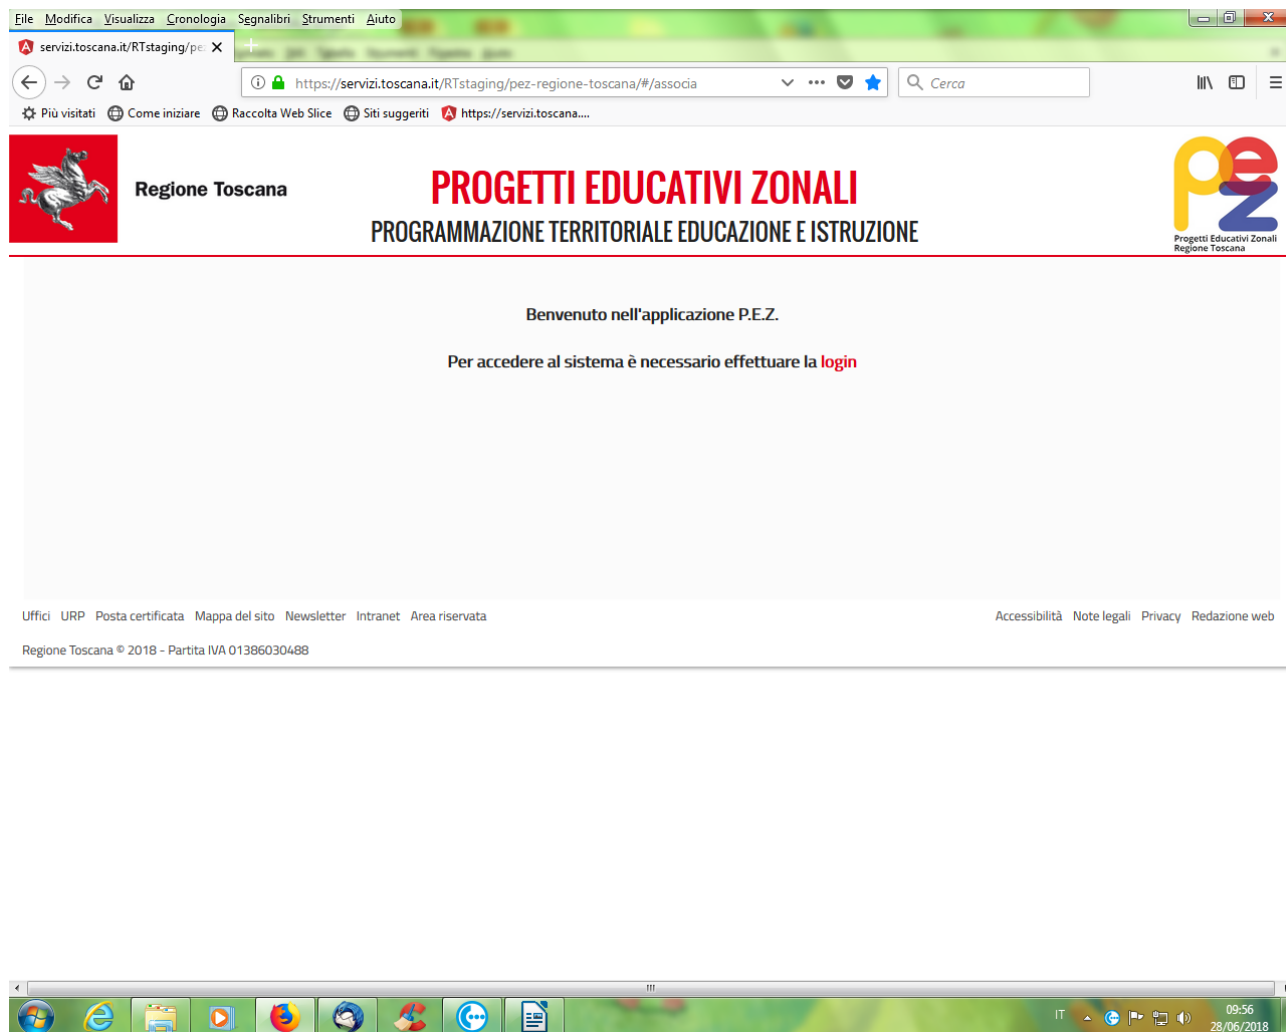 File Modifica Visualizza Cronologia Segnalibri Strumenti Aiuto
servizi.toscana.it/RTstaging/pe
https://servizi.toscana.it/RTstaging/pez-regione-toscana/#/associa
Cerca
Più visitati Come iniziare Raccolta Web Slice Siti suggeriti https://servizi.toscana....
Regione Toscana
PROGETTI EDUCATIVI ZONALI
PROGRAMMAZIONE TERRITORIALE EDUCAZIONE E ISTRUZIONE
pez
Progetti Educativi Zonali
Regione Toscana
Benvenuto nell'applicazione P.E.Z.
Per accedere al sistema è necessario effettuare la login
Uffici URP Posta certificata Mappa del sito Newsletter Intranet Area riservata
Accessibilità Note legali Privacy Redazione web
Regione Toscana © 2018 - Partita IVA 01386030488
IT
09:56
28/06/2018